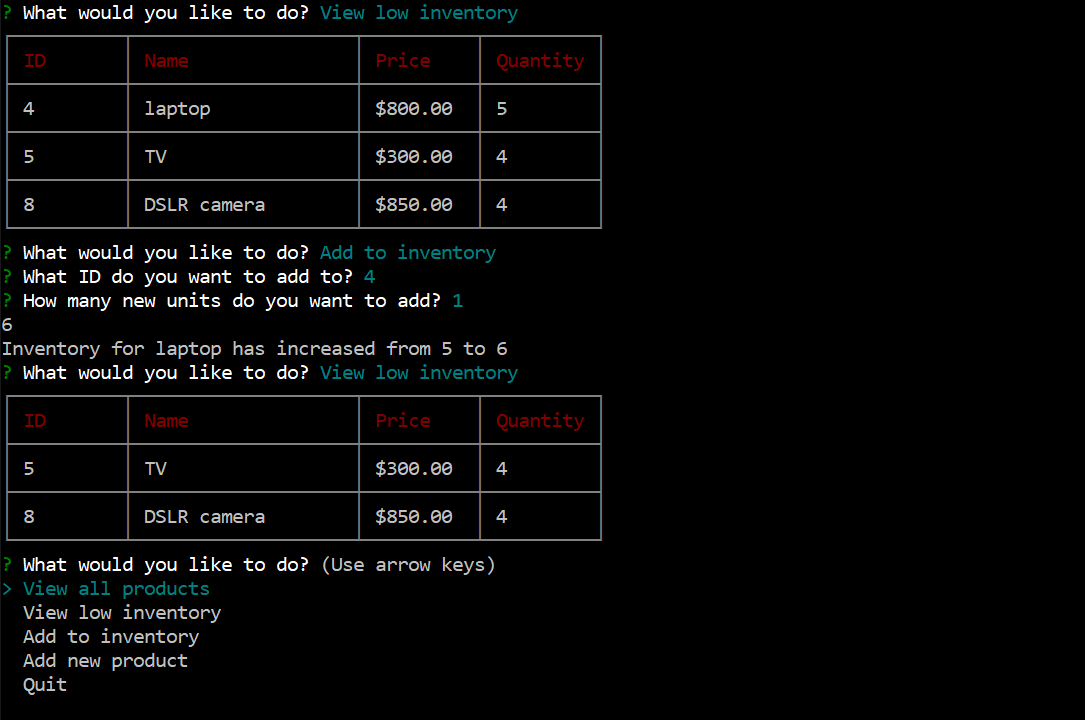 ? What would you like to do? View low inventory
ID Name Price Quantity
4 laptop $800.00 5
5 TV $300.00 4
8 DSLR camera $850.00 4
? What would you like to do? Add to inventory
? What ID do you want to add to? 4
? How many new units do you want to add? 1
6
Inventory for laptop has increased from 5 to 6
? What would you like to do? View low inventory
ID Name Price Quantity
5 TV $300.00 4
8 DSLR camera $850.00 4
? What would you like to do? (Use arrow keys)
> View all products
View low inventory
Add to inventory
Add new product
Quit